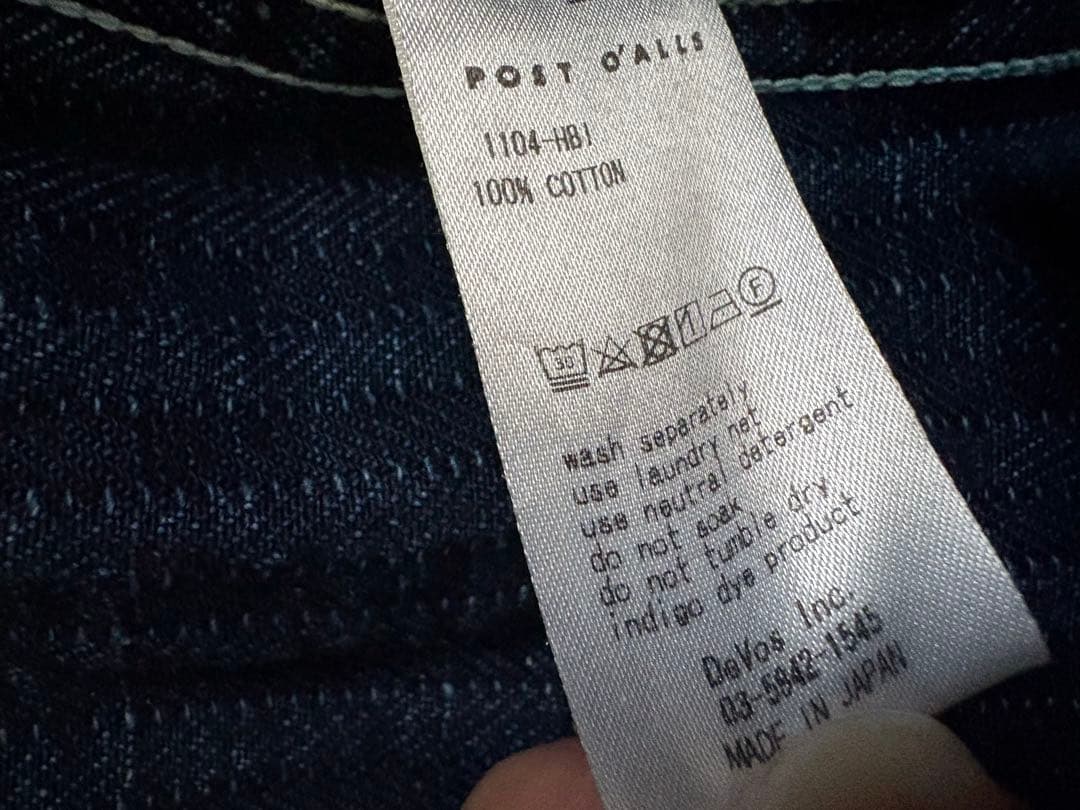 POST O'ALLS
1104-HBI
100% COTTON
30 F
wash separately
use laundry net
use neutral detergent
do not soak
do not tumble dry
indigo dye product
DeVos Inc.
03-5842-1545
MADE IN JAPAN